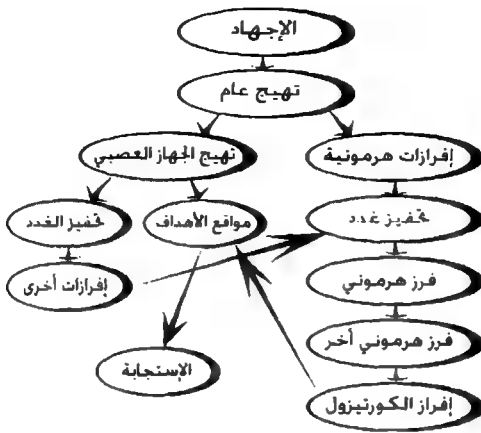 الإجهاد
تهيج عام
تهيج الجهاز العصبي
إفرازات هرمونية
تحفيز الغدد
مواقع الأهداف
تحفيز غدد
إفرازات أخرى
فرز هرموني
الإستجابة
فرز هرموني أخر
إفراز الكورتيزول